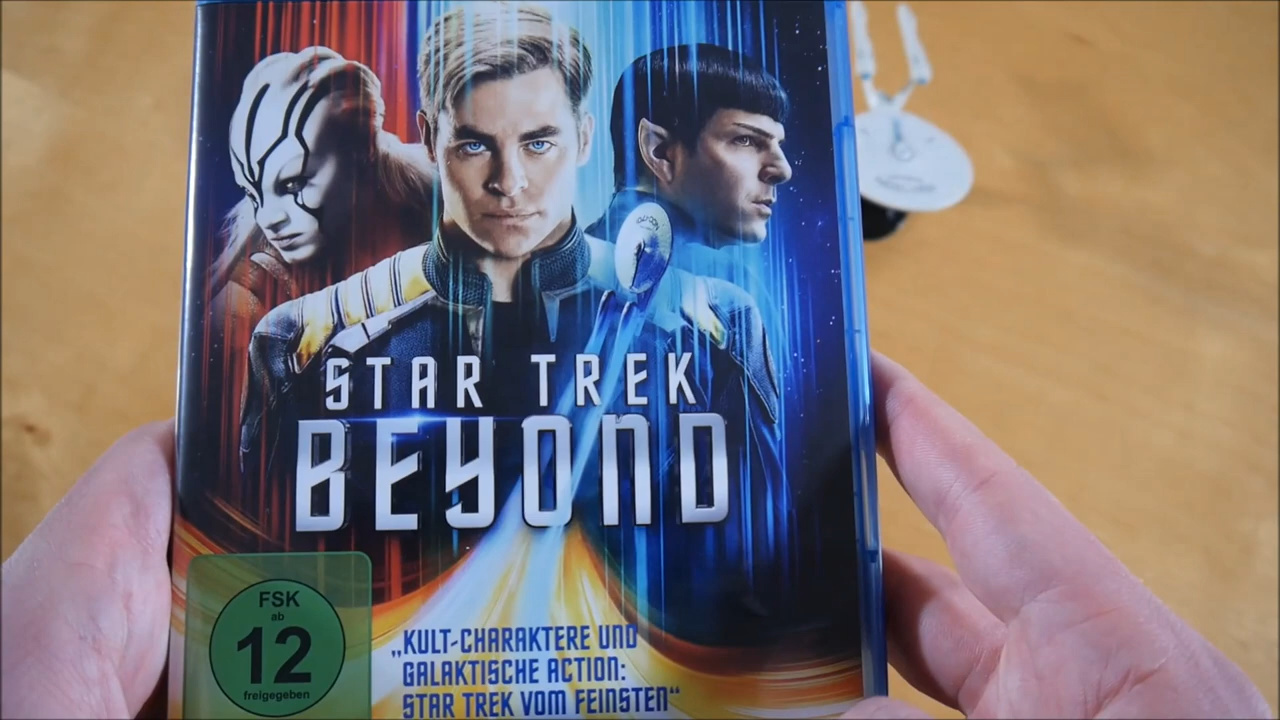 STAR TREK
BEYOND
FSK
ab
12
freigegeben
„KULT-CHARAKTERE UND
GALAKTISCHE ACTION:
STAR TREK VOM FEINSTEN“